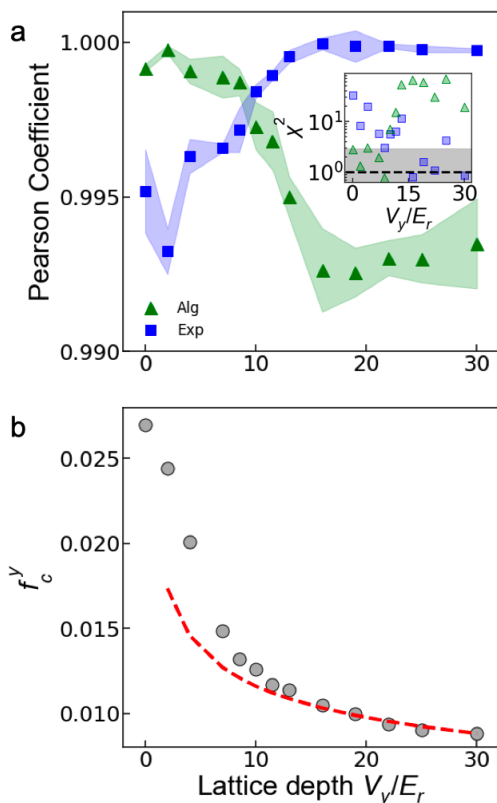 a
Pearson Coefficient
1.000
0.995
0.990
Alg
Exp
0 10 20 30
χ²
10¹
10⁰
0 15 30
V_y/E_r
b
f_c^y
0.025
0.020
0.015
0.010
0 10 20 30
Lattice depth V_y/E_r